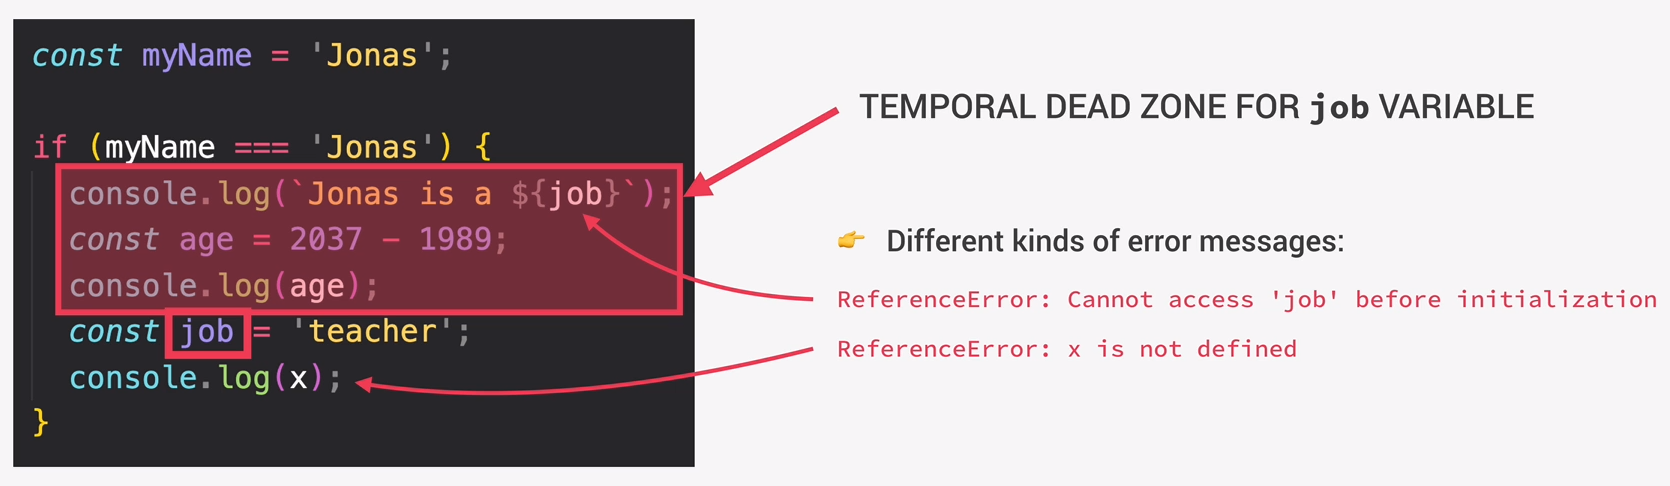 const myName = 'Jonas';
if (myName === 'Jonas') {
console.log(`Jonas is a ${job}`);
const age = 2037 - 1989;
console.log(age);
const job = 'teacher';
console.log(x);
}
TEMPORAL DEAD ZONE FOR job VARIABLE
👉 Different kinds of error messages:
ReferenceError: Cannot access 'job' before initialization
ReferenceError: x is not defined